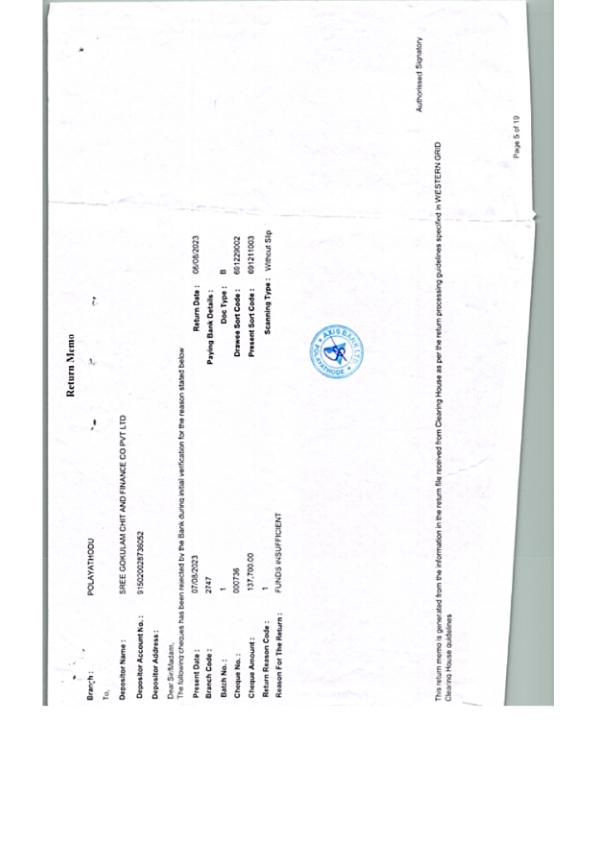 Return Memo
Branch : POLAYATHODU
To,
Depositor Name : SREE GOKULAM CHIT AND FINANCE CO PVT LTD
Depositor Account No. : 915020028736052
Depositor Address :
Dear Sir/Madam,
The following cheques has been rejected by the Bank during initial verification for the reason stated below
Present Date : 07/08/2023 Return Date : 08/08/2023
Branch Code : 2747 Paying Bank Details :
Batch No. : 1 Doc Type : B
Cheque No. : 000736 Drawee Sort Code : 691229002
Cheque Amount : 137,700.00 Present Sort Code : 691211003
Return Reason Code : 1 Scanning Type : Without Slip
Reason For The Return : FUNDS INSUFFICIENT
AXIS BANK LTD.
Authorissed Signatory
This return memo is generated from the information in the return file received from Clearing House as per the return processing guidelines specified in WESTERN GRID
Clearing House guidelines
Page 5 of 19